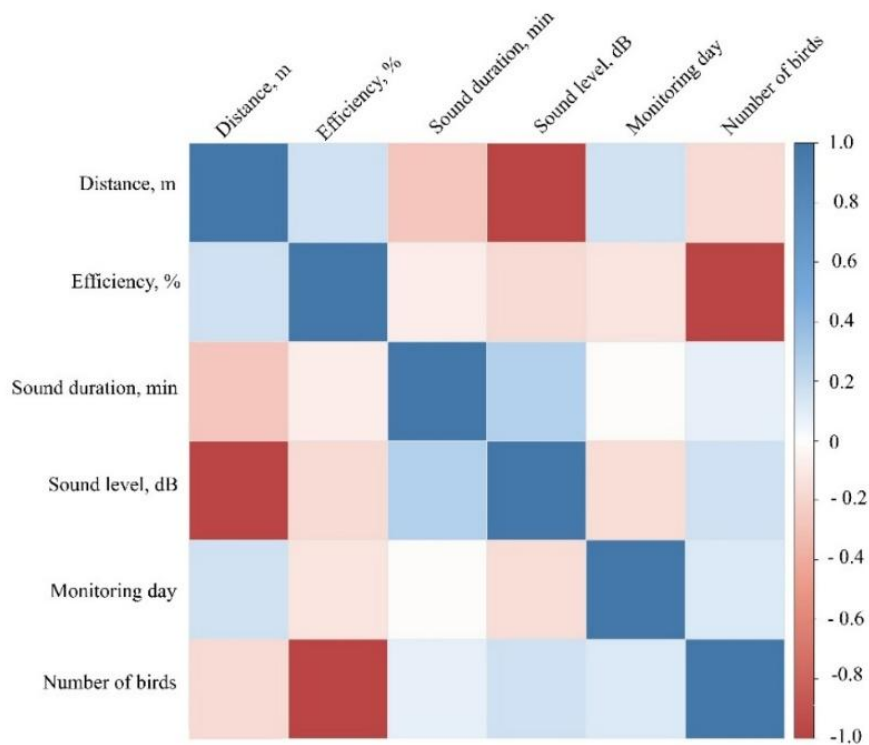 Distance, m
Efficiency, %
Sound duration, min
Sound level, dB
Monitoring day
Number of birds
Distance, m
Efficiency, %
Sound duration, min
Sound level, dB
Monitoring day
Number of birds
1.0
0.8
0.6
0.4
0.2
0
- 0.2
- 0.4
- 0.6
-0.8
-1.0